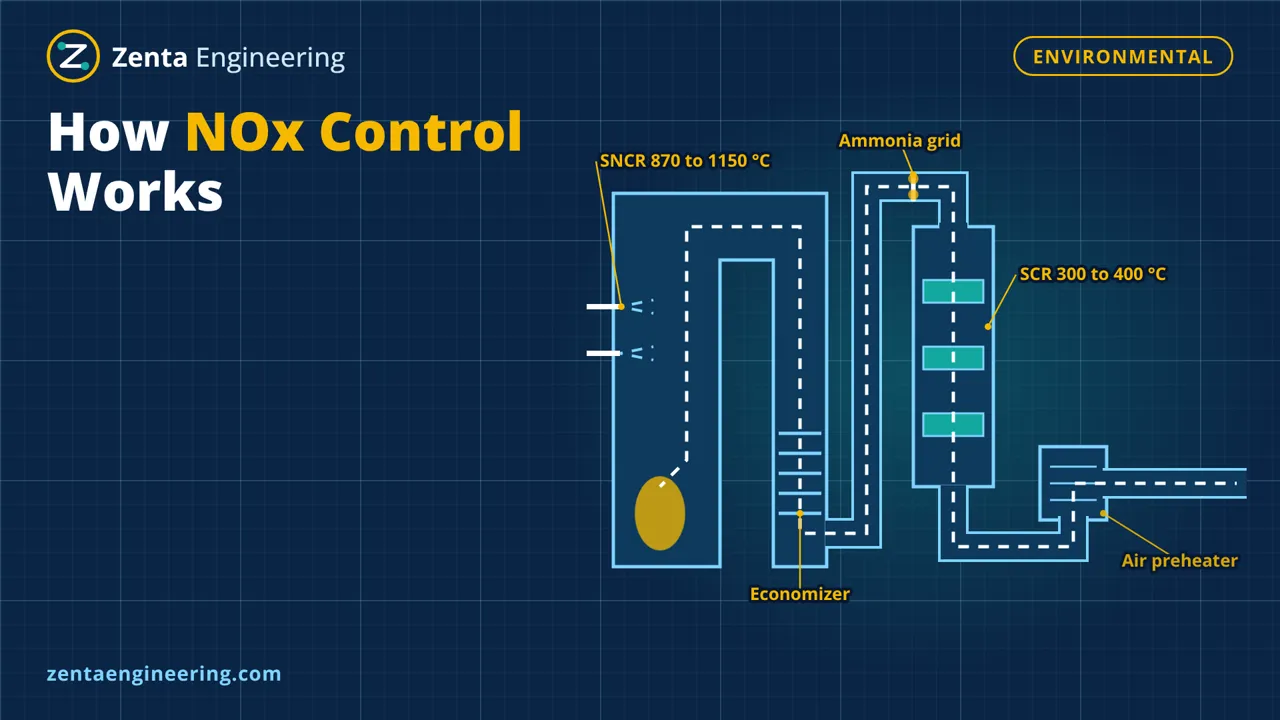 Zenta Engineering
ENVIRONMENTAL
How NOx Control
Works
Ammonia grid
SNCR 870 to 1150 °C
SCR 300 to 400 °C
Air preheater
Economizer
zentaengineering.com